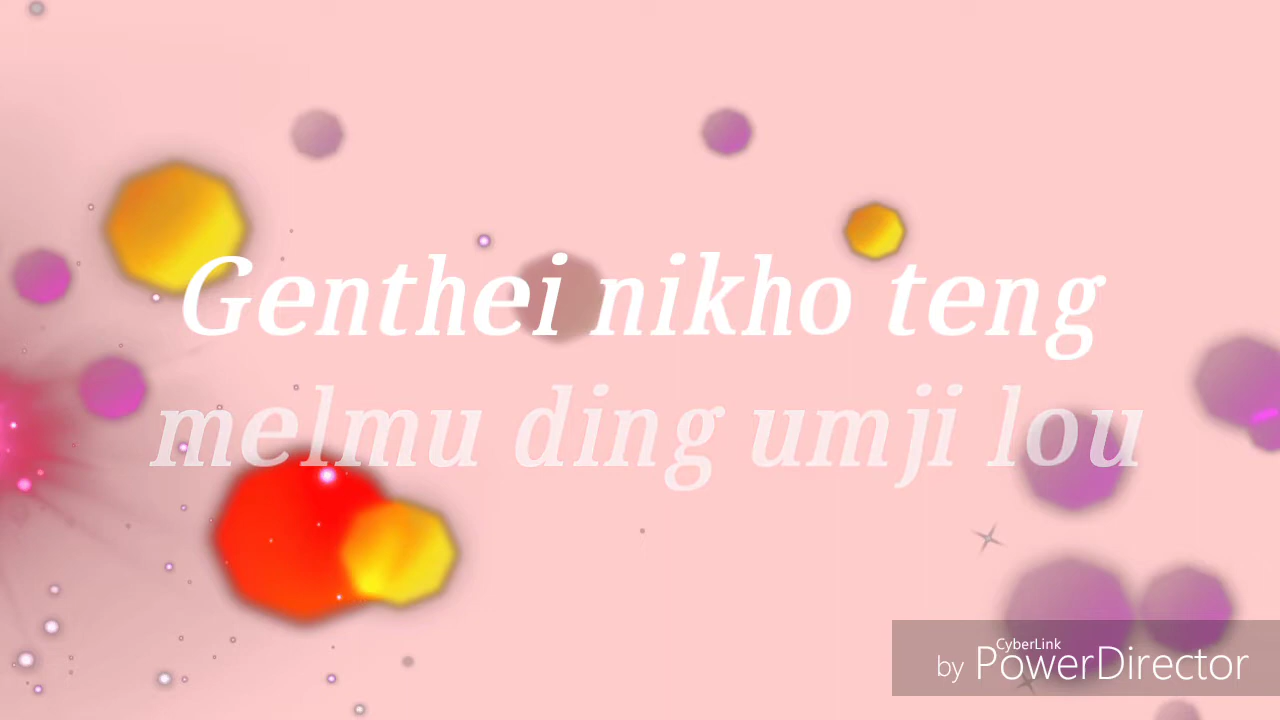 Genthei nikho teng
melmu ding umji lou
CyberLink
by PowerDirector